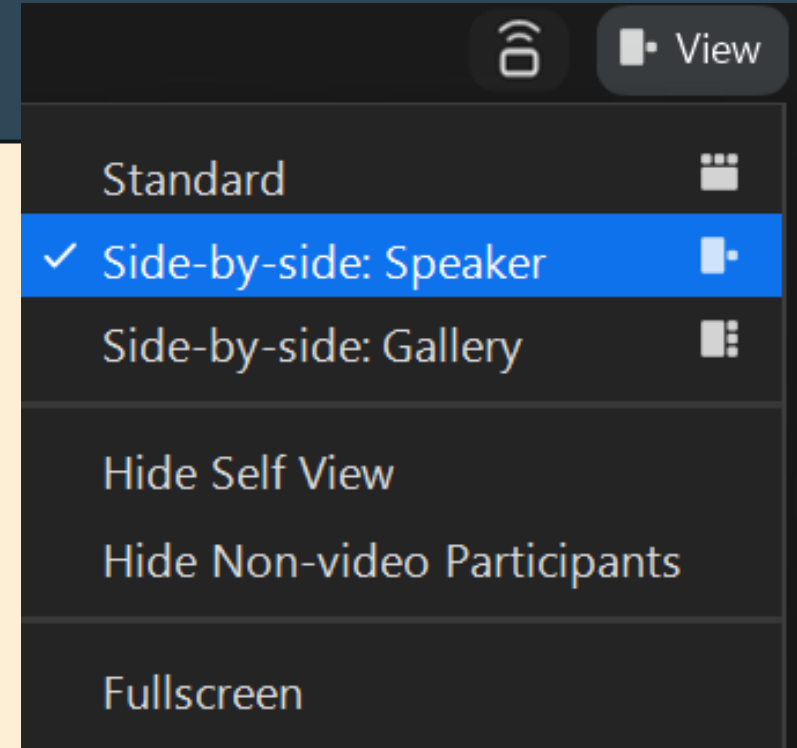 View
Standard
Side-by-side: Speaker
Side-by-side: Gallery
Hide Self View
Hide Non-video Participants
Fullscreen